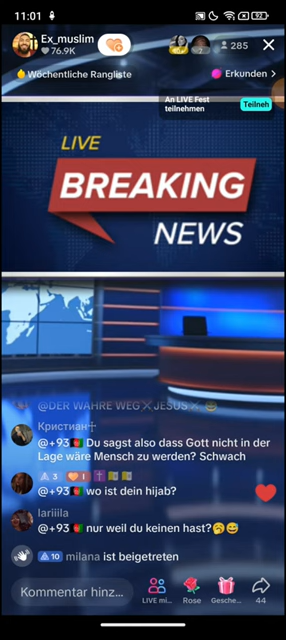 11:01
92
Ex_muslim
76.9K
285
Wöchentliche Rangliste
Erkunden >
An LIVE Fest
teilnehmen
Teilneh
LIVE
BREAKING
NEWS
@DER WAHRE WEG⚔JESUS⚔
Кристиан☦
@+93🇦🇫 Du sagst also dass Gott nicht in der
Lage wäre Mensch zu werden? Schwach
3 1
@+93🇦🇫 wo ist dein hijab?
lariiila
@+93🇦🇫 nur weil du keinen hast?🥱😅
10 milana ist beigetreten
Kommentar hinz...
LIVE mi... Rose Gesche... 44